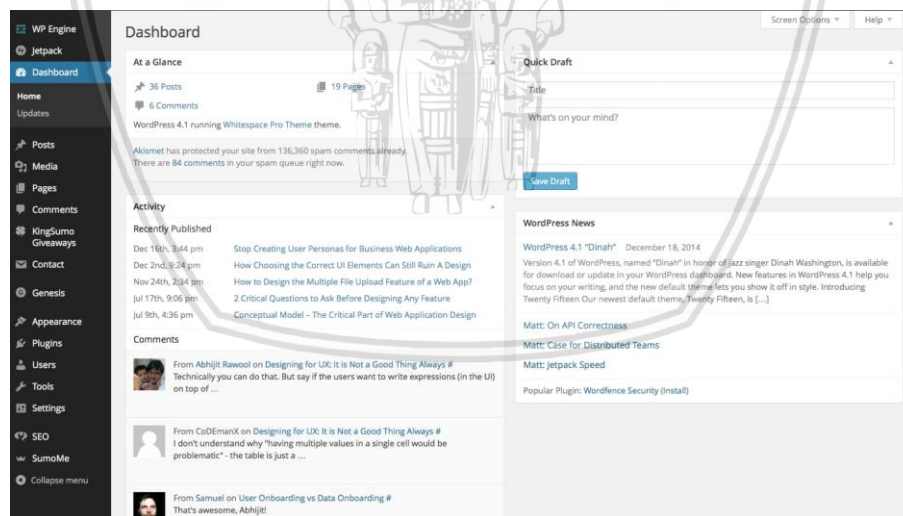 WP Engine
Jetpack
Dashboard
Home
Updates
Posts
Media
Pages
Comments
KingSumo
Giveaways
Contact
Genesis
Appearance
Plugins
Users
Tools
Settings
SEO
SumoMe
Collapse menu
Screen Options
Help
Dashboard
At a Glance
36 Posts
19 Pages
6 Comments
WordPress 4.1 running Whitespace Pro Theme theme.
Akismet has protected your site from 136,360 spam comments already.
There are 84 comments in your spam queue right now.
Activity
Recently Published
Dec 16th, 3:44 pm Stop Creating User Personas for Business Web Applications
Dec 2nd, 9:24 pm How Choosing the Correct UI Elements Can Still Ruin A Design
Nov 24th, 2:34 pm How to Design the Multiple File Upload Feature of a Web App?
Jul 17th, 9:06 pm 2 Critical Questions to Ask Before Designing Any Feature
Jul 9th, 4:36 pm Conceptual Model – The Critical Part of Web Application Design
Comments
From Abhijit Rawool on Designing for UX: It is Not a Good Thing Always #
Technically you can do that. But say if the users want to write expressions (in the UI)
on top of …
From CoDEmanX on Designing for UX: It is Not a Good Thing Always #
I don't understand why "having multiple values in a single cell would be
problematic" - the table is just a …
From Samuel on User Onboarding vs Data Onboarding #
That's awesome, Abhijit!
Quick Draft
Title
What's on your mind?
Save Draft
WordPress News
WordPress 4.1 "Dinah" December 18, 2014
Version 4.1 of WordPress, named "Dinah" in honor of jazz singer Dinah Washington, is available
for download or update in your WordPress dashboard. New features in WordPress 4.1 help you
focus on your writing, and the new default theme lets you show it off in style. Introducing
Twenty Fifteen Our newest default theme, Twenty Fifteen, is […]
Matt: On API Correctness
Matt: Case for Distributed Teams
Matt: Jetpack Speed
Popular Plugin: Wordfence Security (Install)